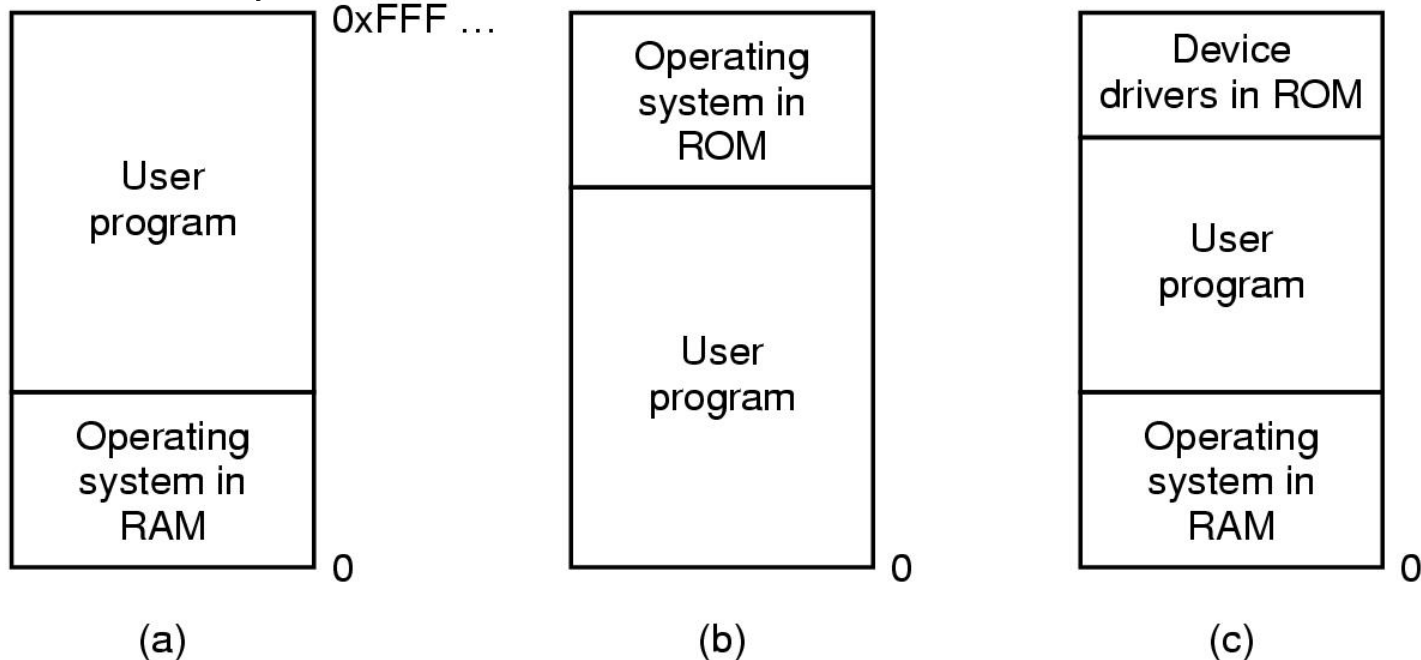 0xFFF ...
User
program
Operating
system in
RAM
0
(a)
Operating
system in
ROM
User
program
0
(b)
Device
drivers in ROM
User
program
Operating
system in
RAM
0
(c)